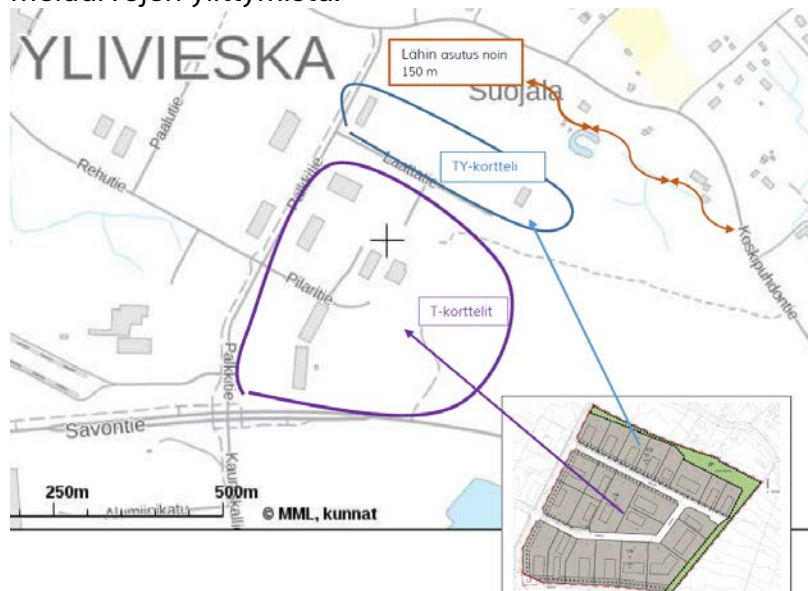 YLIVIESKA
Lähin asutus noin
150 m
Suojala
Paalutie
Rehutie
Palkkitie
Laattatie
TY-kortteli
Koskipuhdontie
Pilaritie
T-korttelit
Palkkitie
Savontie
250m
500m
© MML, kunnat